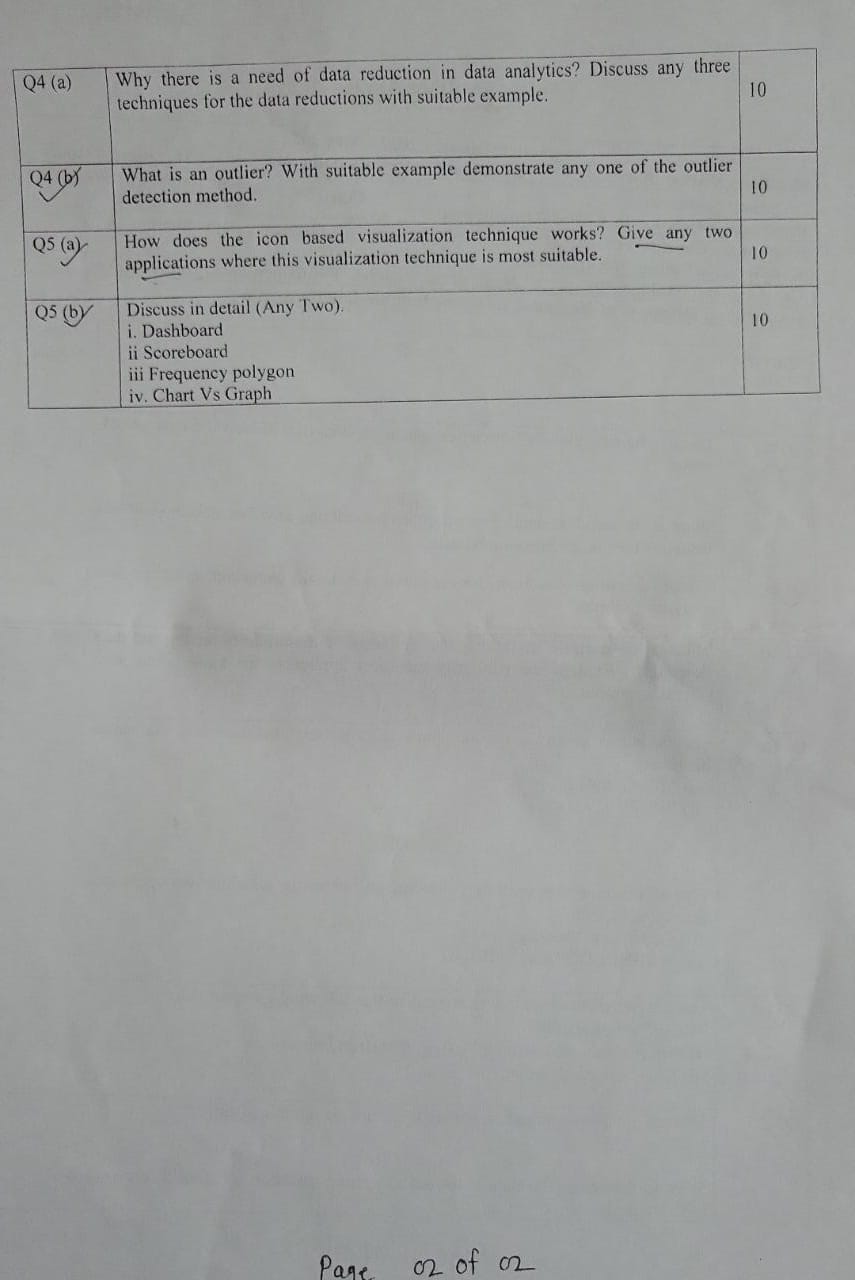 Q4 (a)
Why there is a need of data reduction in data analytics? Discuss any three
techniques for the data reductions with suitable example.
10
Q4 (b)
What is an outlier? With suitable example demonstrate any one of the outlier
detection method.
10
Q5 (a)
How does the icon based visualization technique works? Give any two
applications where this visualization technique is most suitable.
10
Q5 (b)
Discuss in detail (Any Two).
i. Dashboard
ii Scoreboard
iii Frequency polygon
iv. Chart Vs Graph
10
Page 02 of 02